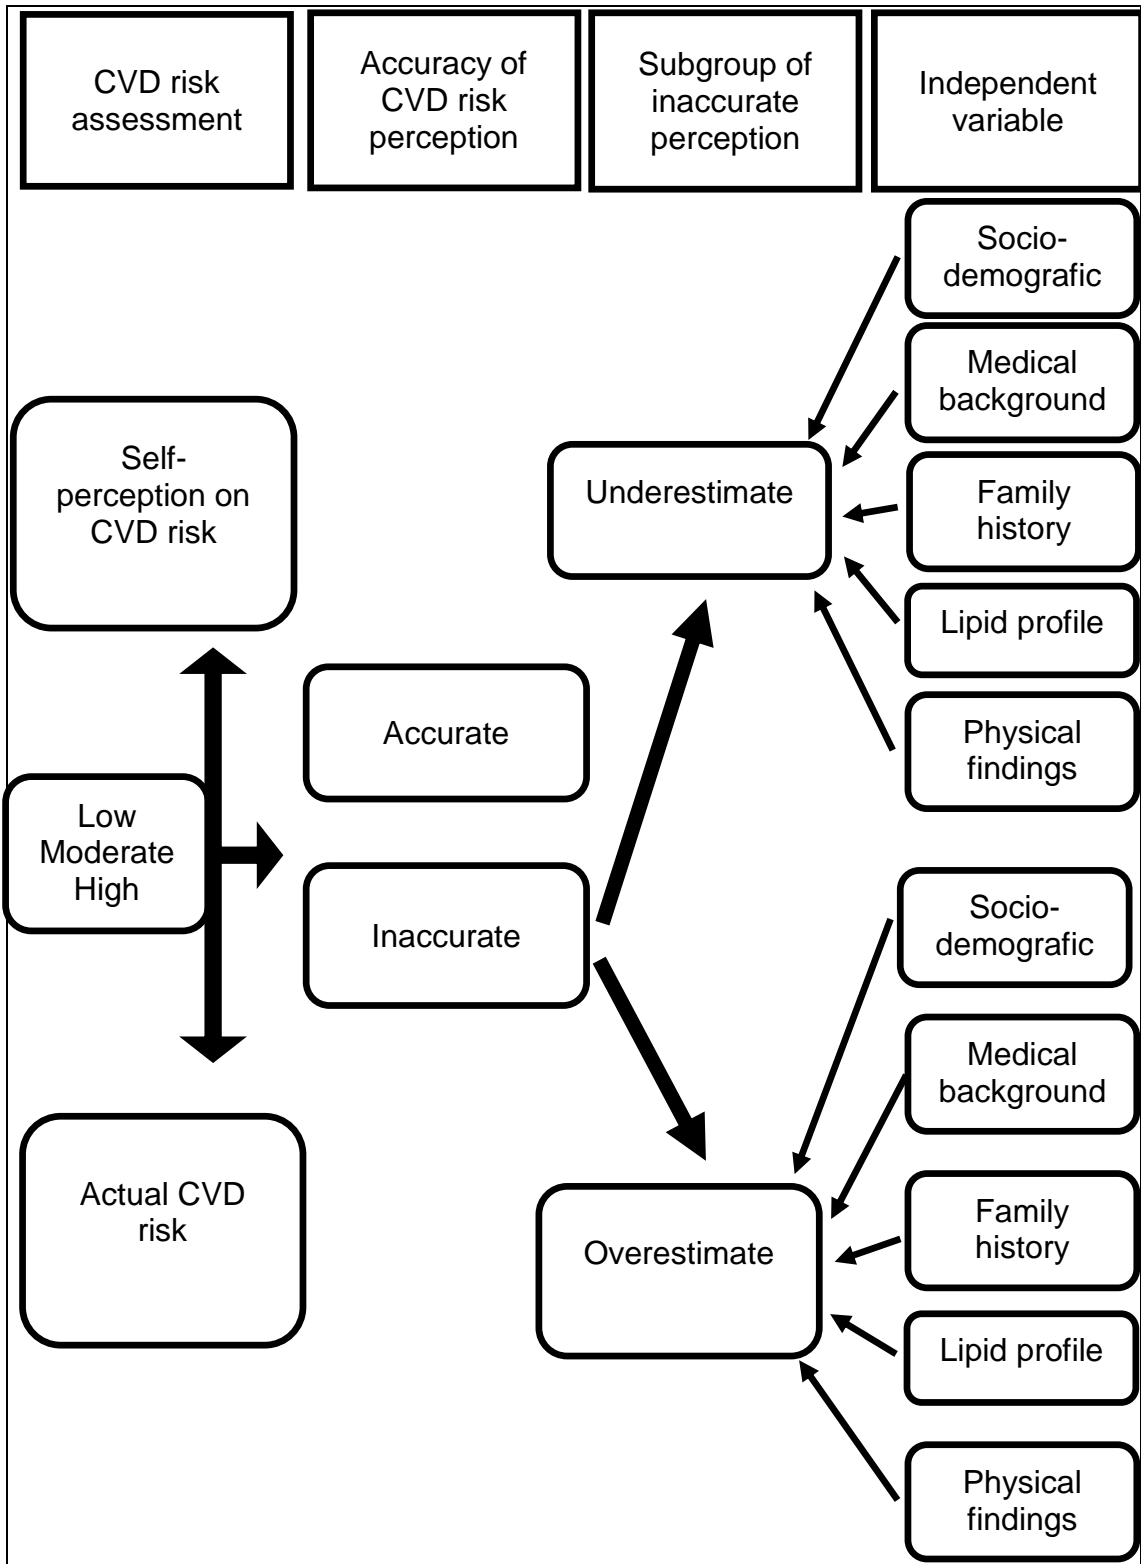 CVD risk
assessment
Accuracy of
CVD risk
perception
Subgroup of
inaccurate
perception
Independent
variable
Self-
perception on
CVD risk
Low
Moderate
High
Actual CVD
risk
Accurate
Inaccurate
Underestimate
Overestimate
Socio-
demografic
Medical
background
Family
history
Lipid profile
Physical
findings
Socio-
demografic
Medical
background
Family
history
Lipid profile
Physical
findings